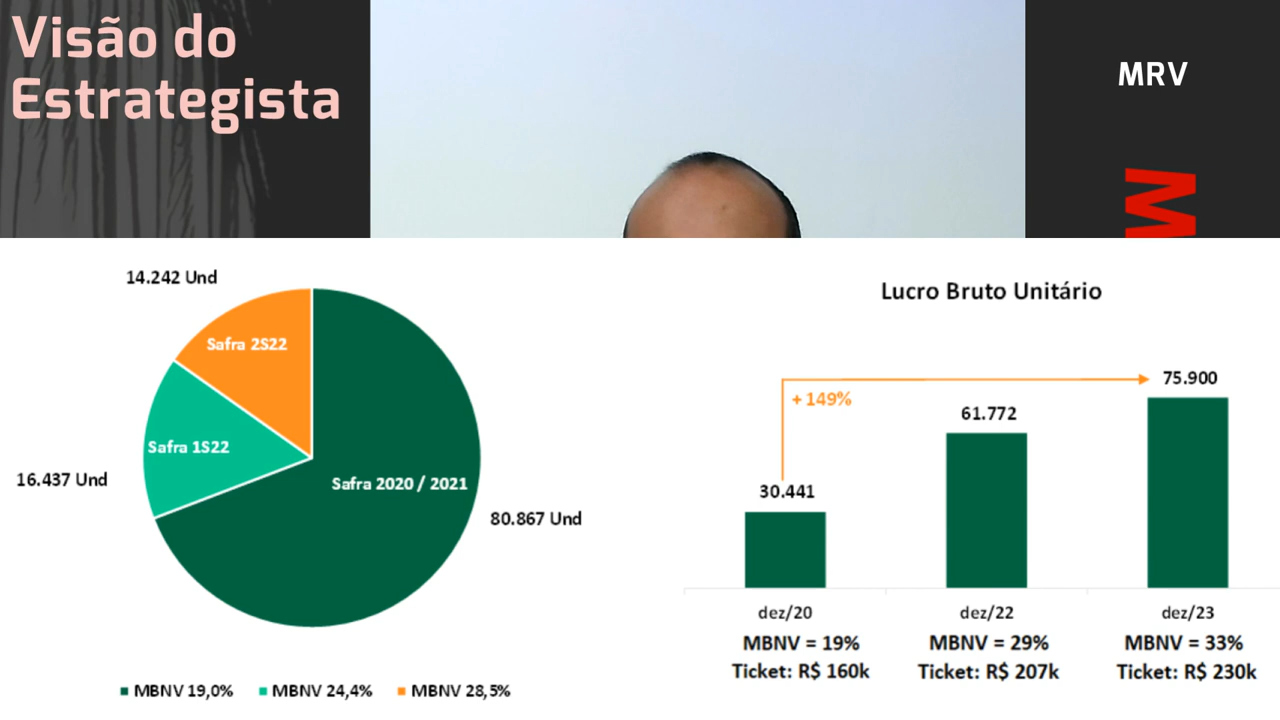 Visão do
Estrategista
MRV
M
14.242 Und
Safra 2S22
Safra 1S22
16.437 Und
Safra 2020 / 2021
80.867 Und
MBNV 19,0%
MBNV 24,4%
MBNV 28,5%
Lucro Bruto Unitário
+ 149%
30.441
61.772
75.900
dez/20
dez/22
dez/23
MBNV = 19%
MBNV = 29%
MBNV = 33%
Ticket: R$ 160k
Ticket: R$ 207k
Ticket: R$ 230k